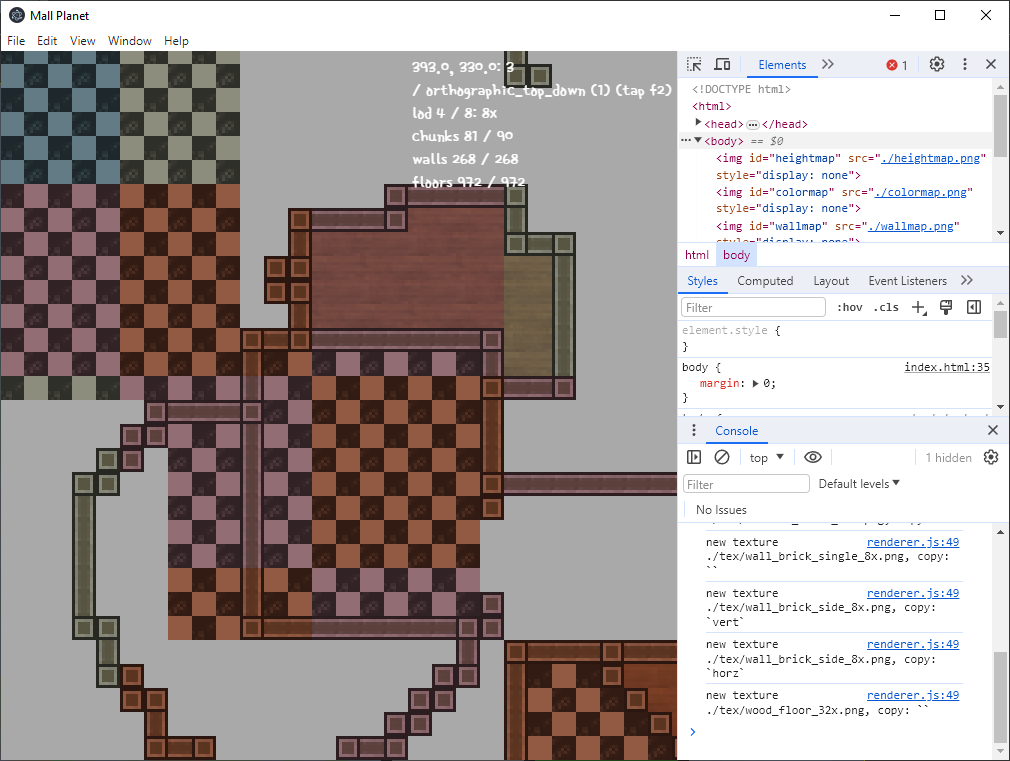 Mall Planet
File Edit View Window Help
393.0, 330.0: 3
/ orthographic_top_down (1) (tap f2)
lod 4 / 8: 8x
chunks 81 / 90
walls 268 / 268
floors 972 / 972
Elements
1
<!DOCTYPE html>
<html>
<head> </head>
<body> == $0
<img id="heightmap" src="./heightmap.png"
style="display: none">
<img id="colormap" src="./colormap.png"
style="display: none">
<img id="wallmap" src="./wallmap.png"
style="display: none">
html body
Styles Computed Layout Event Listeners
Filter :hov .cls
element.style {
}
body { index.html:35
margin: 0;
}
Console
top 1 hidden
Filter Default levels
No Issues
new texture renderer.js:49
./tex/wall_brick_single_8x.png, copy:
``
new texture renderer.js:49
./tex/wall_brick_side_8x.png, copy:
`vert`
new texture renderer.js:49
./tex/wall_brick_side_8x.png, copy:
`horz`
new texture renderer.js:49
./tex/wood_floor_32x.png, copy: ``